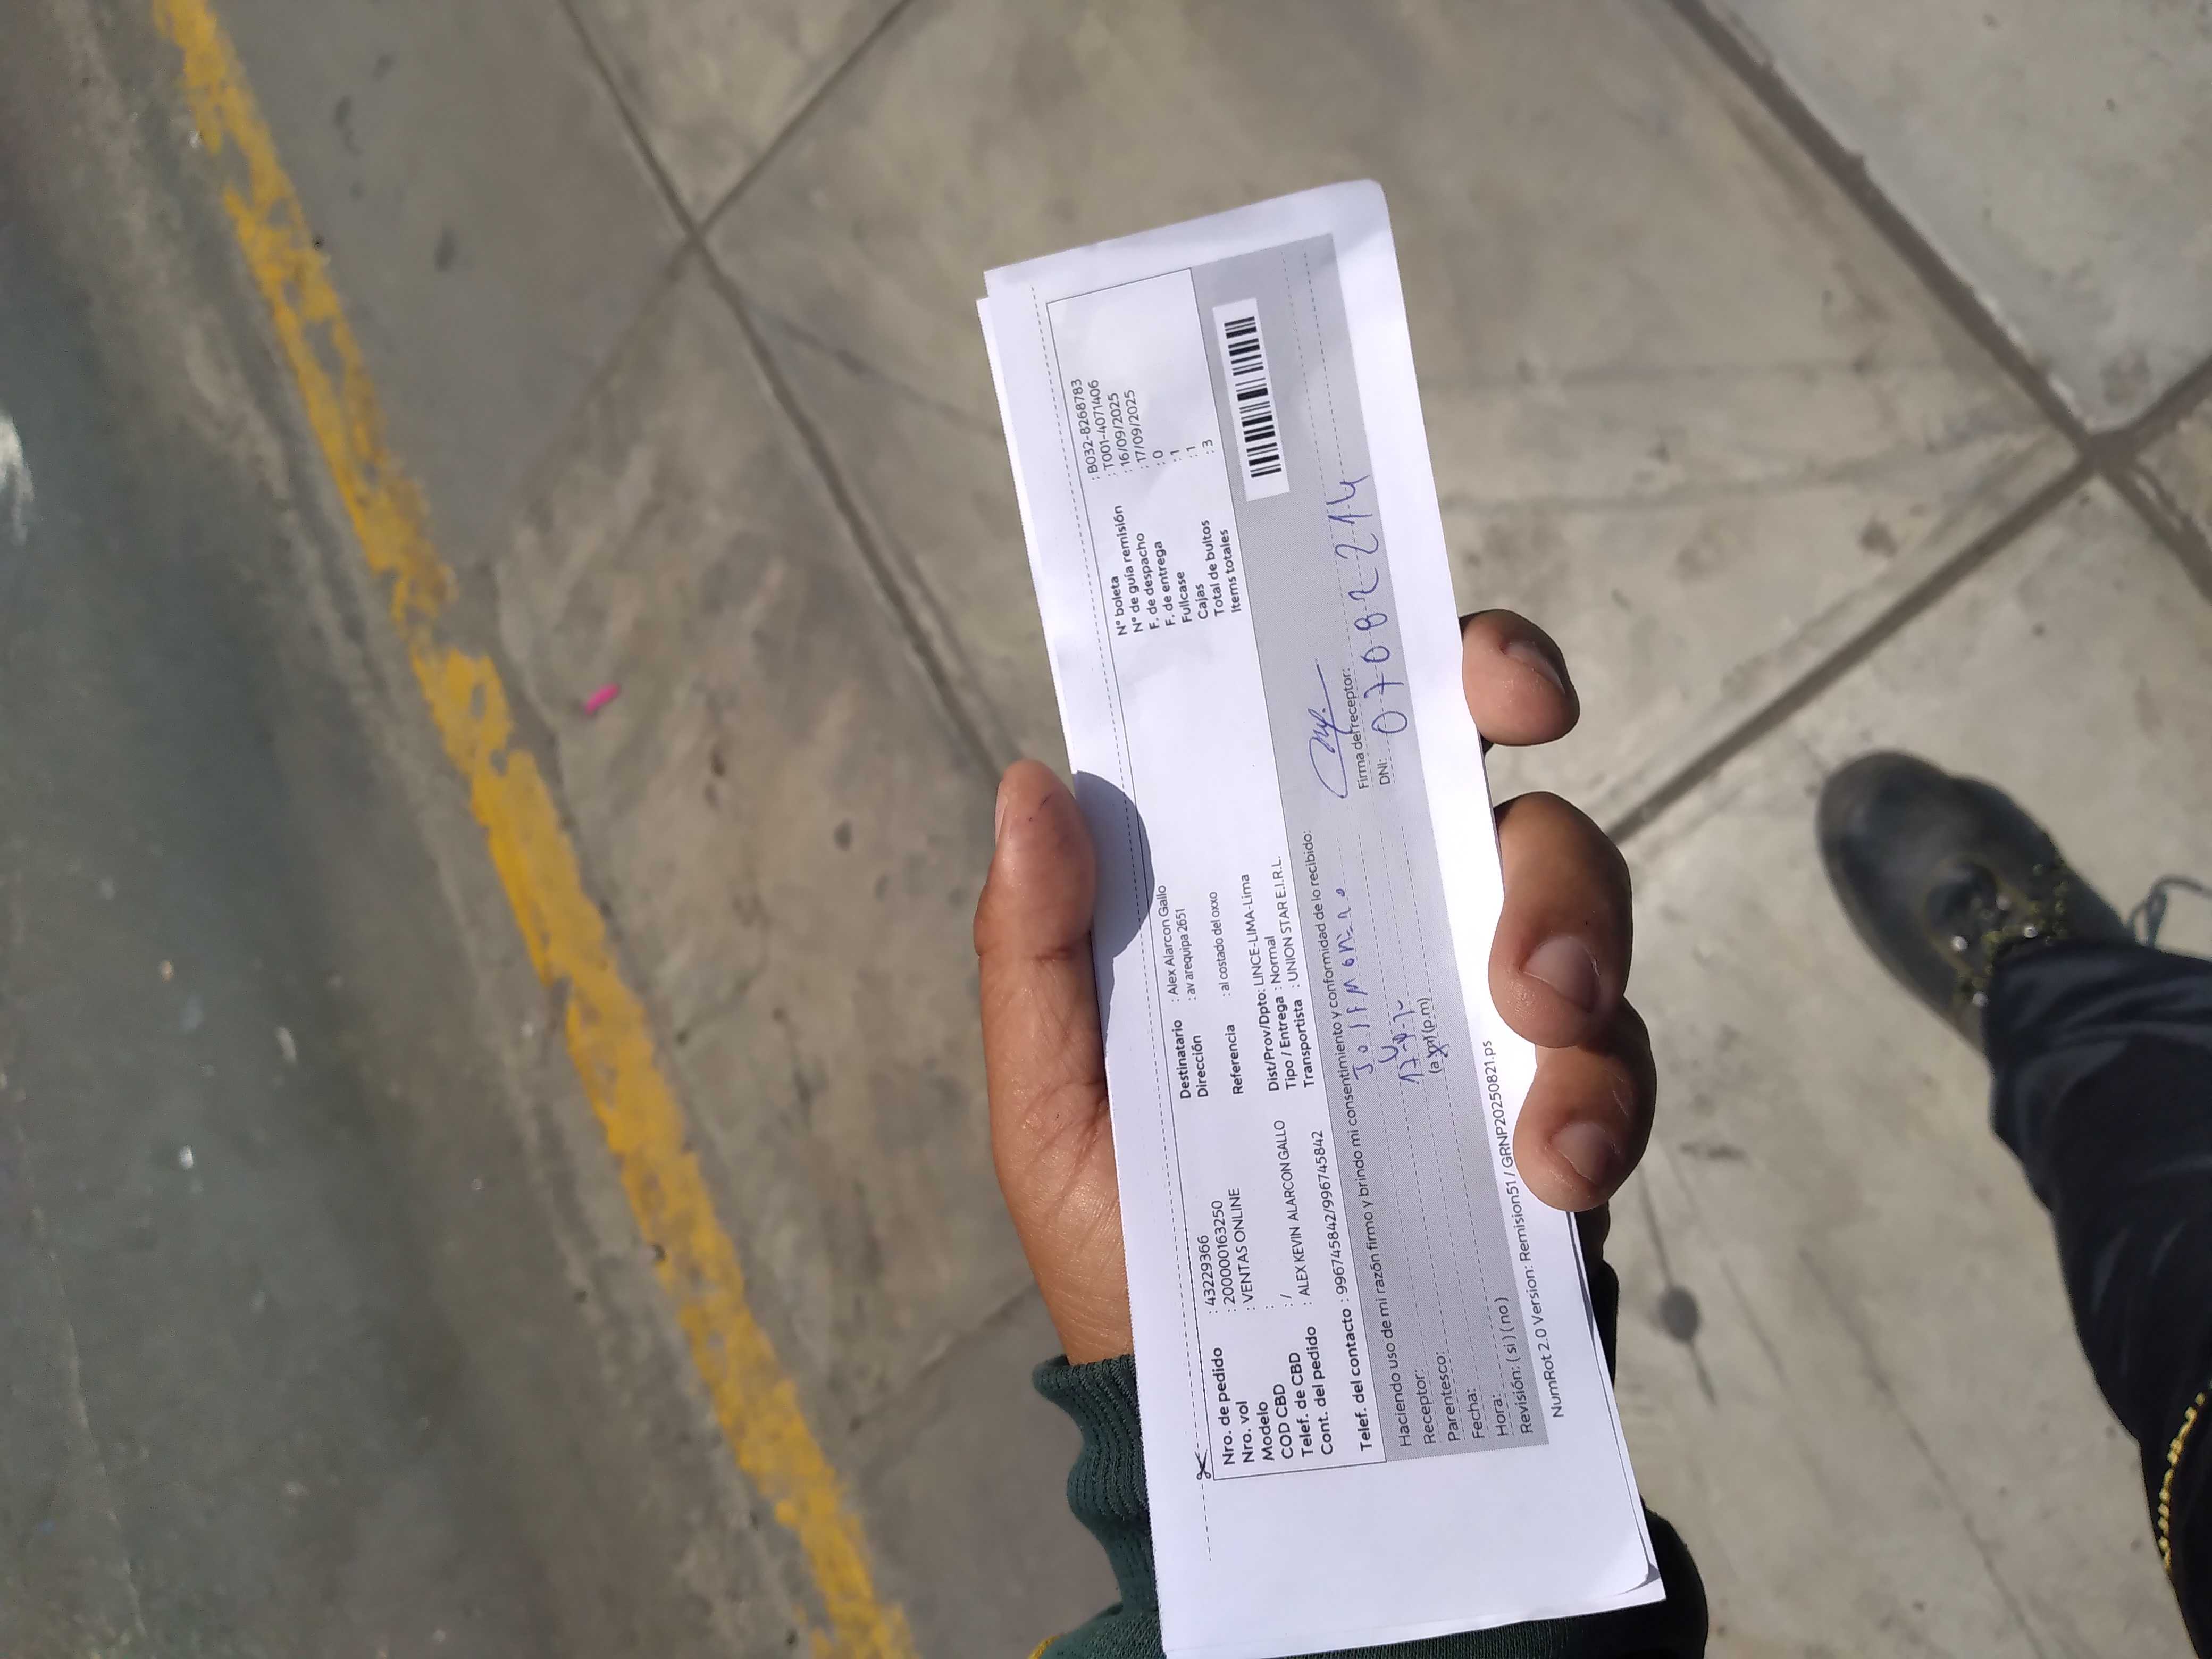 Nro. de pedido : 43229366
Nro. vol : 200000163250
Modelo : VENTAS ONLINE
COD CBD :
Telef. de CBD : /
Cont. del pedido : ALEX KEVIN ALARCON GALLO
Telef. del contacto : 996745842/996745842
Destinatario : Alex Alarcon Gallo
Dirección : av arequipa 2651
Referencia : al costado del oxxo
Dist/Prov/Dpto: LINCE-LIMA-Lima
Tipo / Entrega : Normal
Transportista : UNION STAR E.I.R.L.
N° boleta : B032-8268783
N° de guía remisión : T001-4071406
F. de despacho : 16/09/2025
F. de entrega : 17/09/2025
Fullcase : 0
Cajas : 1
Total de bultos : 1
Items totales : 3
Haciendo uso de mi razón firmo y brindo mi consentimiento y conformidad de lo recibido:
Receptor:
Parentesco:
Fecha:
Hora: (a.m) (p.m)
Revisión: ( si ) ( no )
Firma del receptor:
DNI: 07082214
NumRot 2.0 Version: Remision51 / GRNP20250821.ps